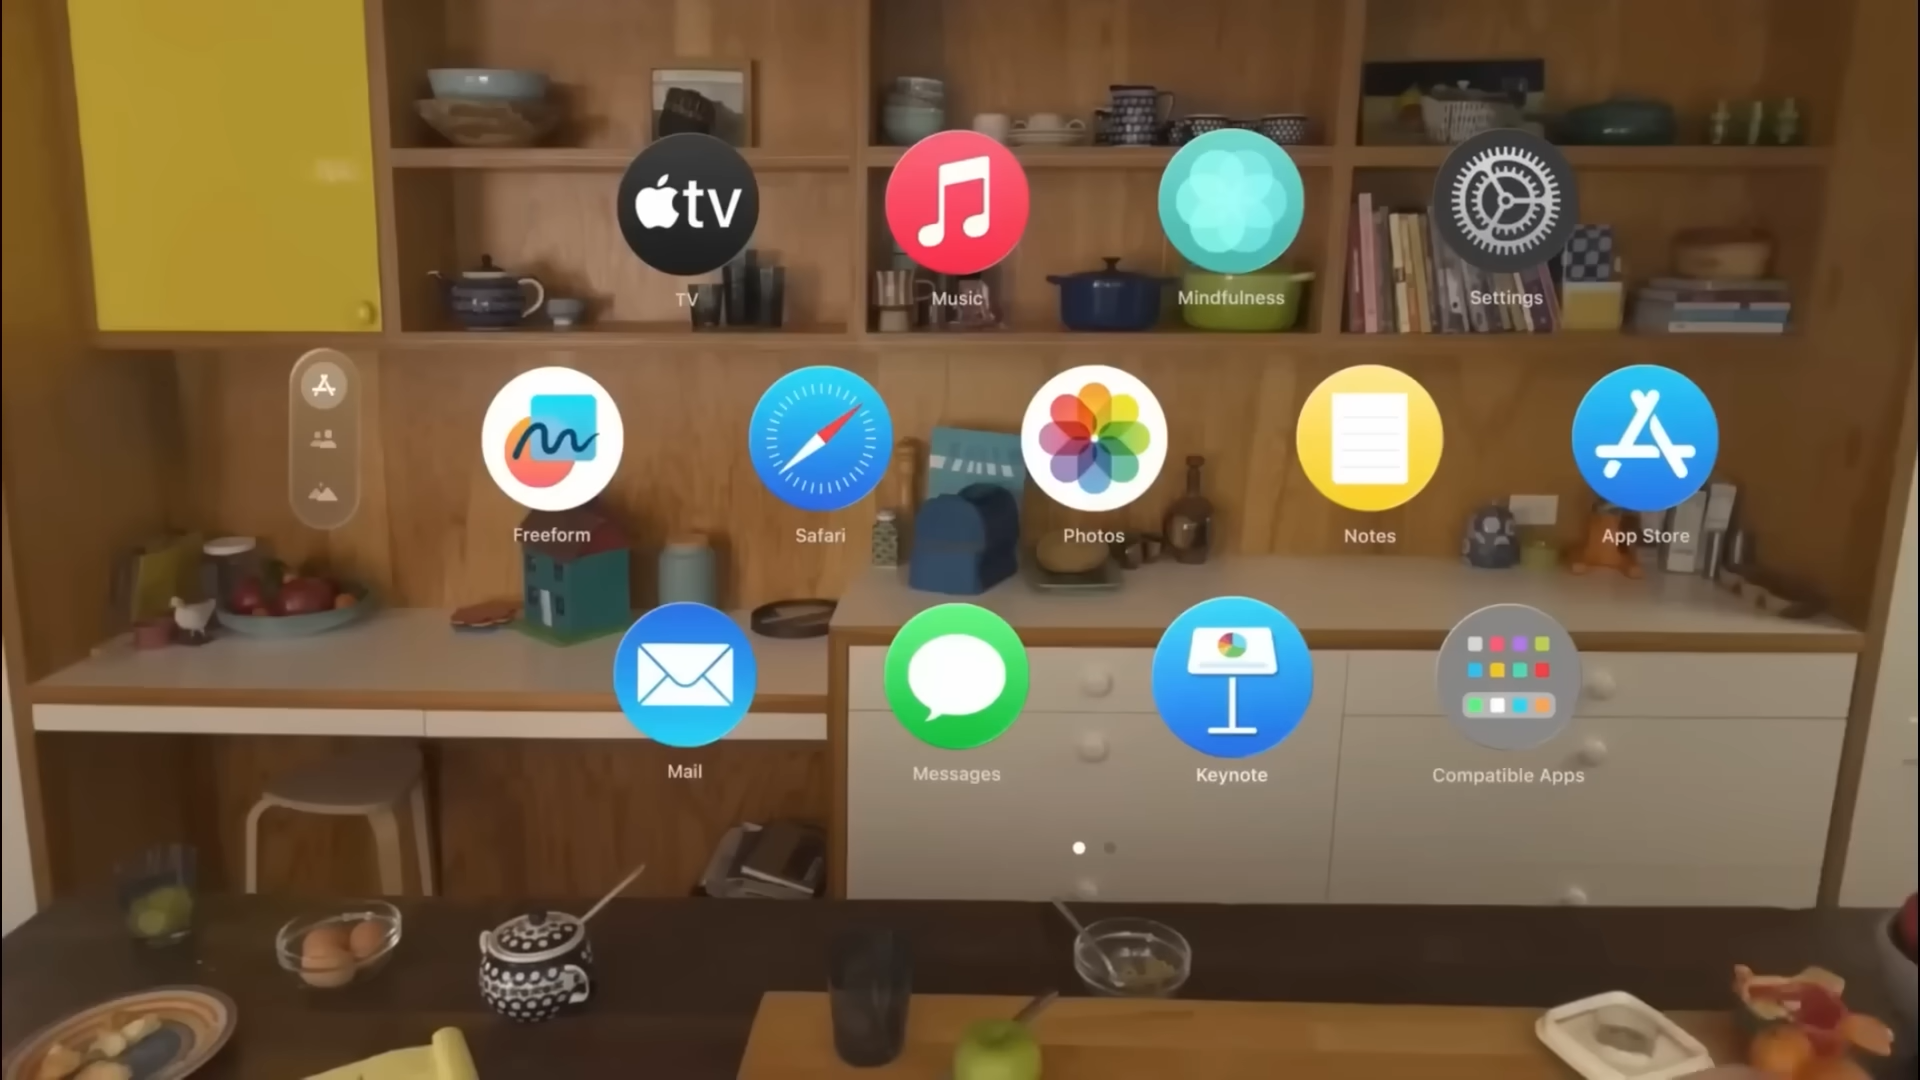 tv
TV
Music
Mindfulness
Settings
Freeform
Safari
Photos
Notes
App Store
Mail
Messages
Keynote
Compatible Apps